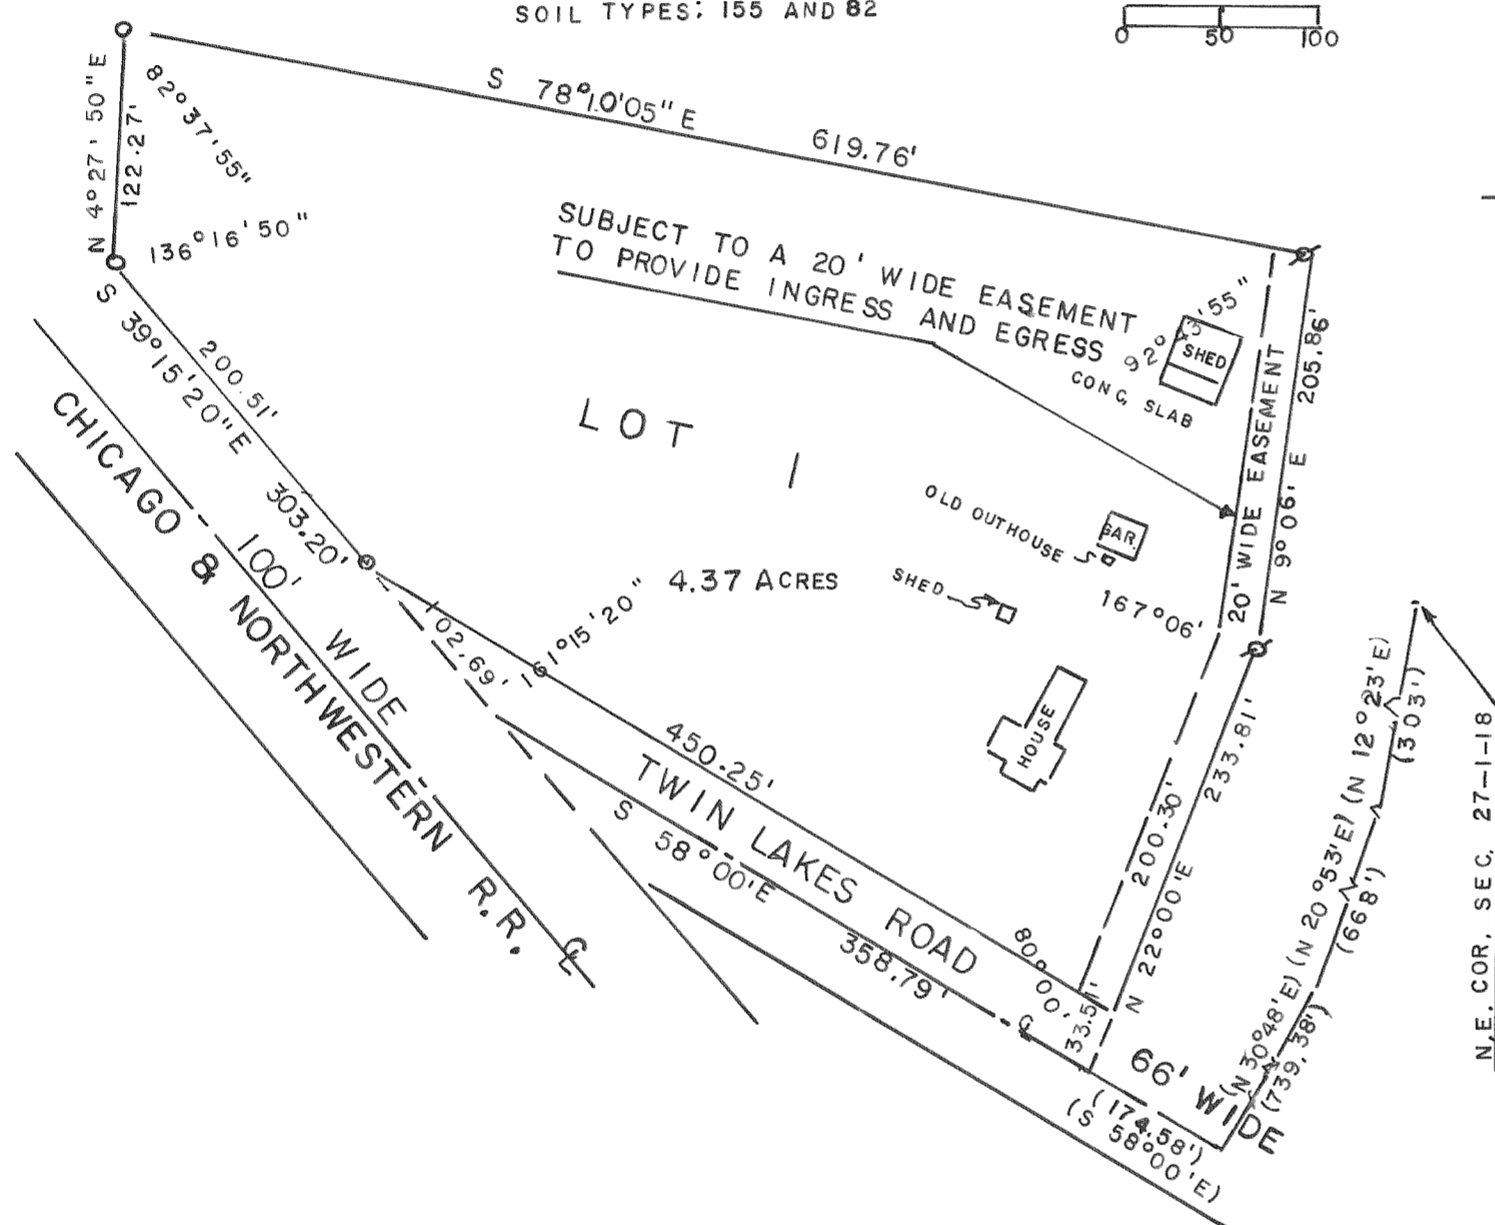 SOIL TYPES: 155 AND 82
0 50 100
N 4°27'50"E
122.27'
82°37'55"
136°16'50"
S 78°10'05"E 619.76'
SUBJECT TO A 20' WIDE EASEMENT
TO PROVIDE INGRESS AND EGRESS
SHED
CONC. SLAB
20' WIDE EASEMENT
N 9°06' E 205.86'
S 39°15'20"E
200.51'
303.20'
LOT
1
4.37 ACRES
OLD OUTHOUSE
GAR.
SHED
167°06'
HOUSE
CHICAGO & NORTHWESTERN R.R.
100' WIDE
℄
102.69'
161°15'20"
450.25'
TWIN LAKES ROAD
S 58°00'E
358.79'
℄
80°00'
33.51'
200.30'
N 22°00'E 233.81'
66' WIDE
(174.58')
(S 58°00'E)
(N 30°48'E) (N 20°53'E) (N 12°23'E)
(739.38') (668') (303')
N.E. COR. SEC. 27-1-18